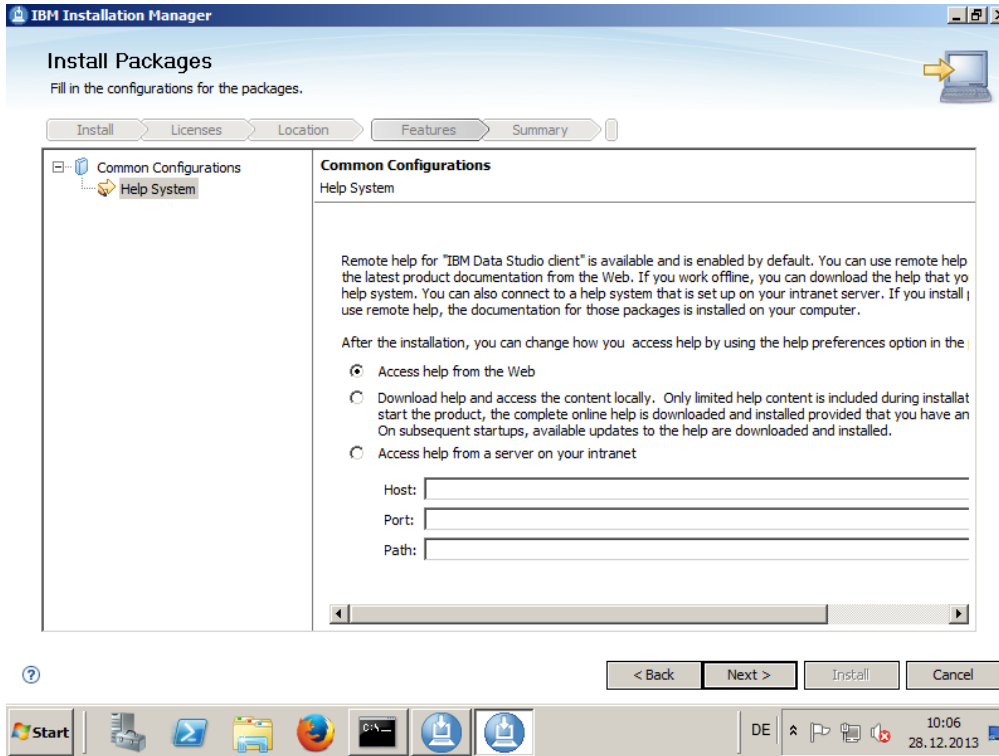 IBM Installation Manager
Install Packages
Fill in the configurations for the packages.
Install Licenses Location Features Summary
Common Configurations
Help System
Common Configurations
Help System
Remote help for "IBM Data Studio client" is available and is enabled by default. You can use remote help
the latest product documentation from the Web. If you work offline, you can download the help that yo
help system. You can also connect to a help system that is set up on your intranet server. If you install
use remote help, the documentation for those packages is installed on your computer.
After the installation, you can change how you access help by using the help preferences option in the
Access help from the Web
Download help and access the content locally. Only limited help content is included during installat
start the product, the complete online help is downloaded and installed provided that you have an
On subsequent startups, available updates to the help are downloaded and installed.
Access help from a server on your intranet
Host:
Port:
Path:
< Back Next > Install Cancel
Start C:\ DE 10:06
28.12.2013